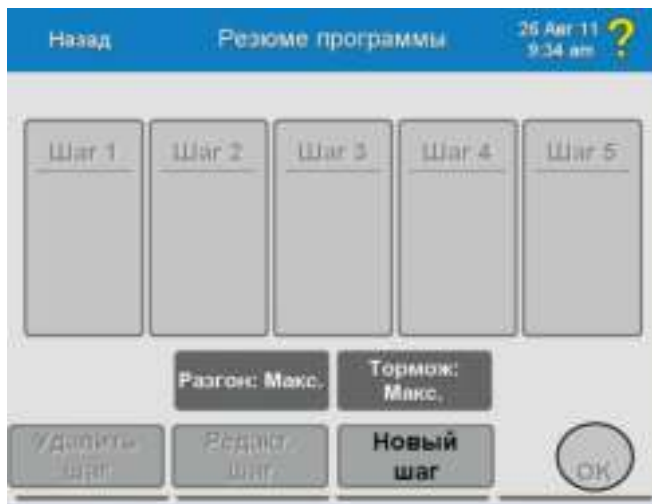 Назад
Резюме программы
26 Авг 11
9:34 am
?
Шаг 1
Шаг 2
Шаг 3
Шаг 4
Шаг 5
Разгон: Макс.
Тормож:
Макс.
Удалить
шаг
Редакт.
шаг
Новый
шаг
OK